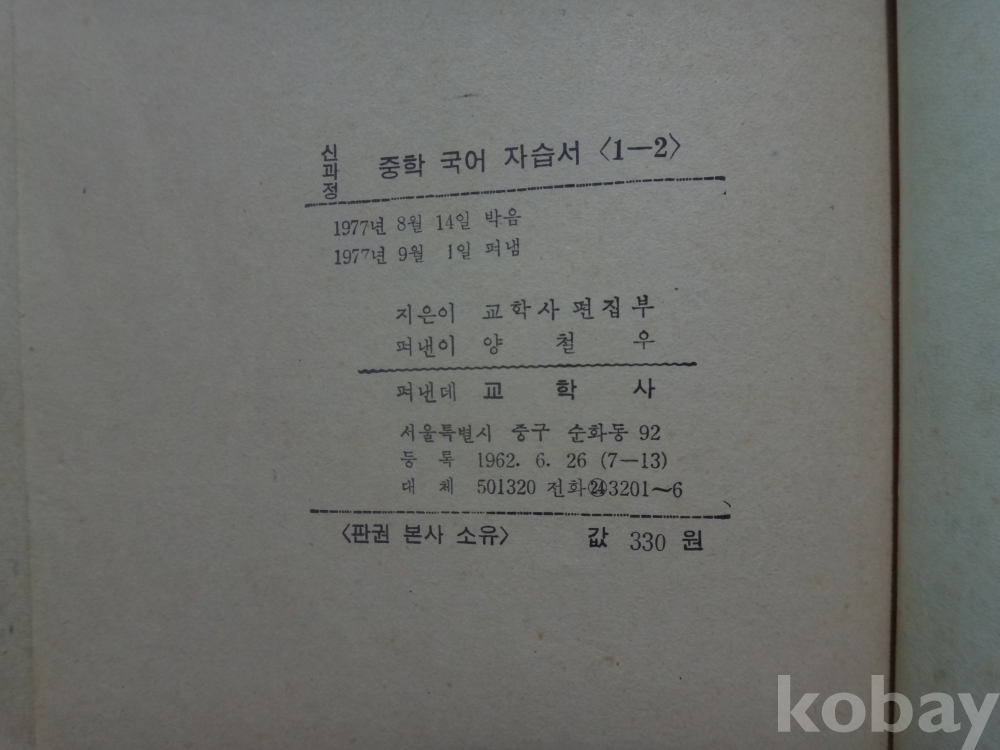 신과정 중학 국어 자습서 〈1—2〉
1977년 8월 14일 박음
1977년 9월 1일 펴냄
지은이 교학사 편집부
펴낸이 양 철 우
펴낸데 교 학 사
서울특별시 중구 순화동 92
등 록 1962. 6. 26 (7—13)
대 체 501320 전화㉔3201~6
〈판권 본사 소유〉 값 330 원
kobay